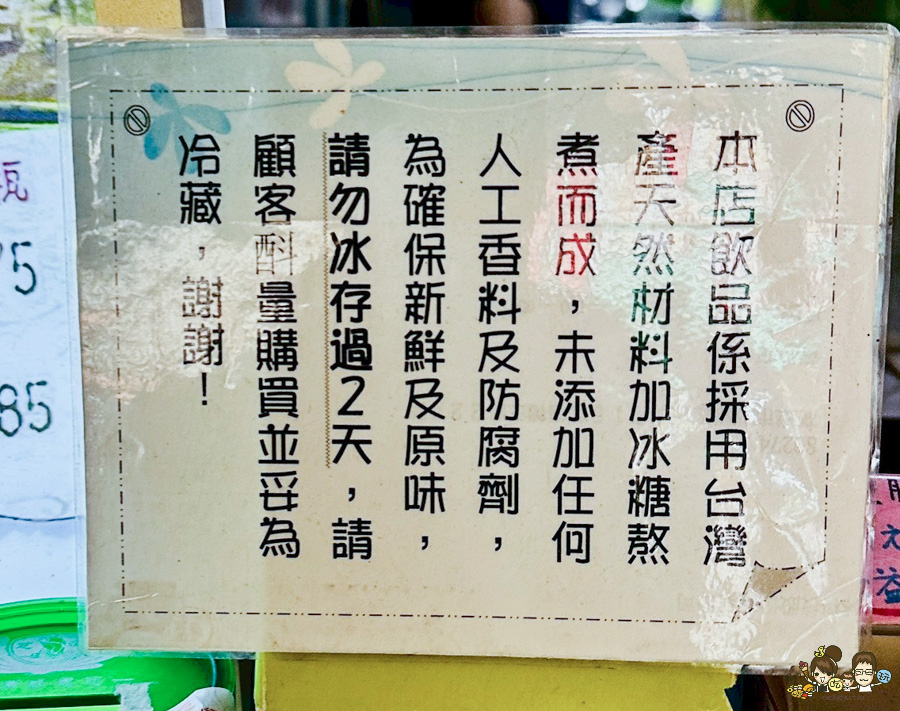 本店飲品係採用台灣
產天然材料加冰糖熬
煮而成，未添加任何
人工香料及防腐劑，
為確保新鮮及原味，
請勿冰存過2天，請
顧客酙量購買並妥為
冷藏，謝謝！
75
85